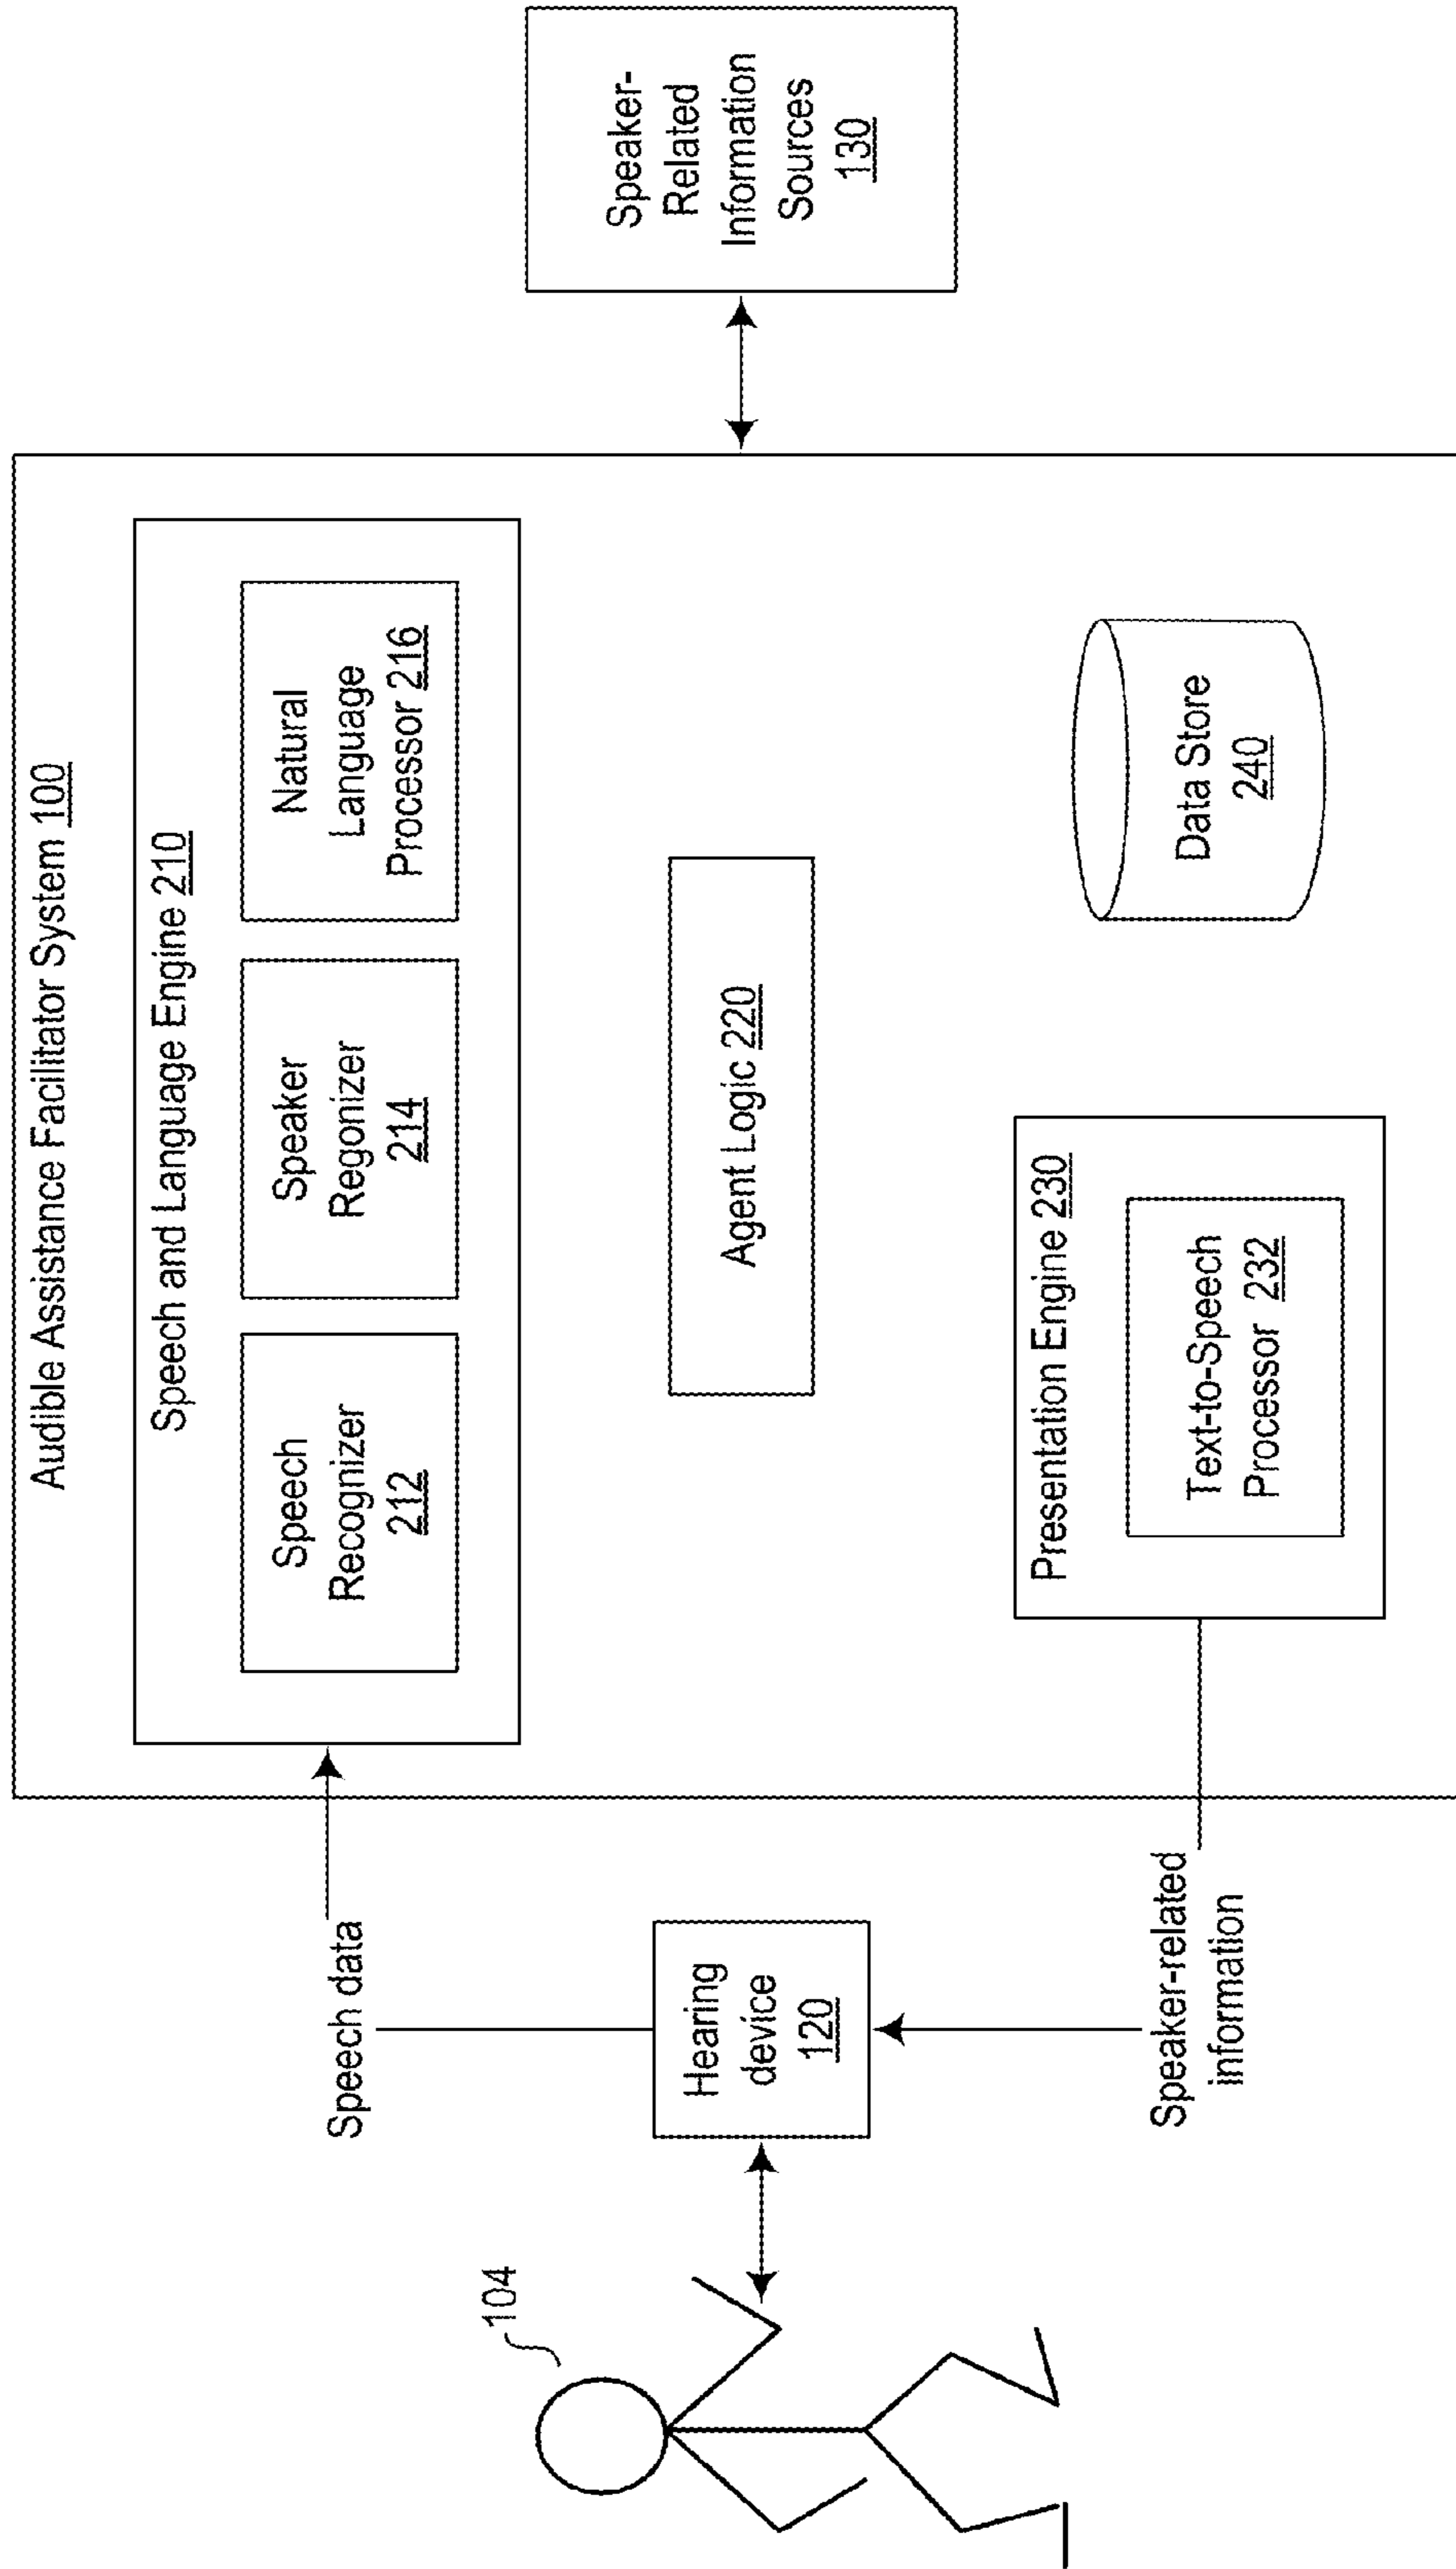 Audible Assistance Facilitator System 100
Speech and Language Engine 210
Speech
Recognizer
212
Speaker
Regonizer
214
Natural
Language
Processor 216
Speech data
104
Hearing
device
120
Agent Logic 220
Speaker-
Related
Information
Sources
130
Speaker-related
information
Presentation Engine 230
Text-to-Speech
Processor 232
Data Store
240